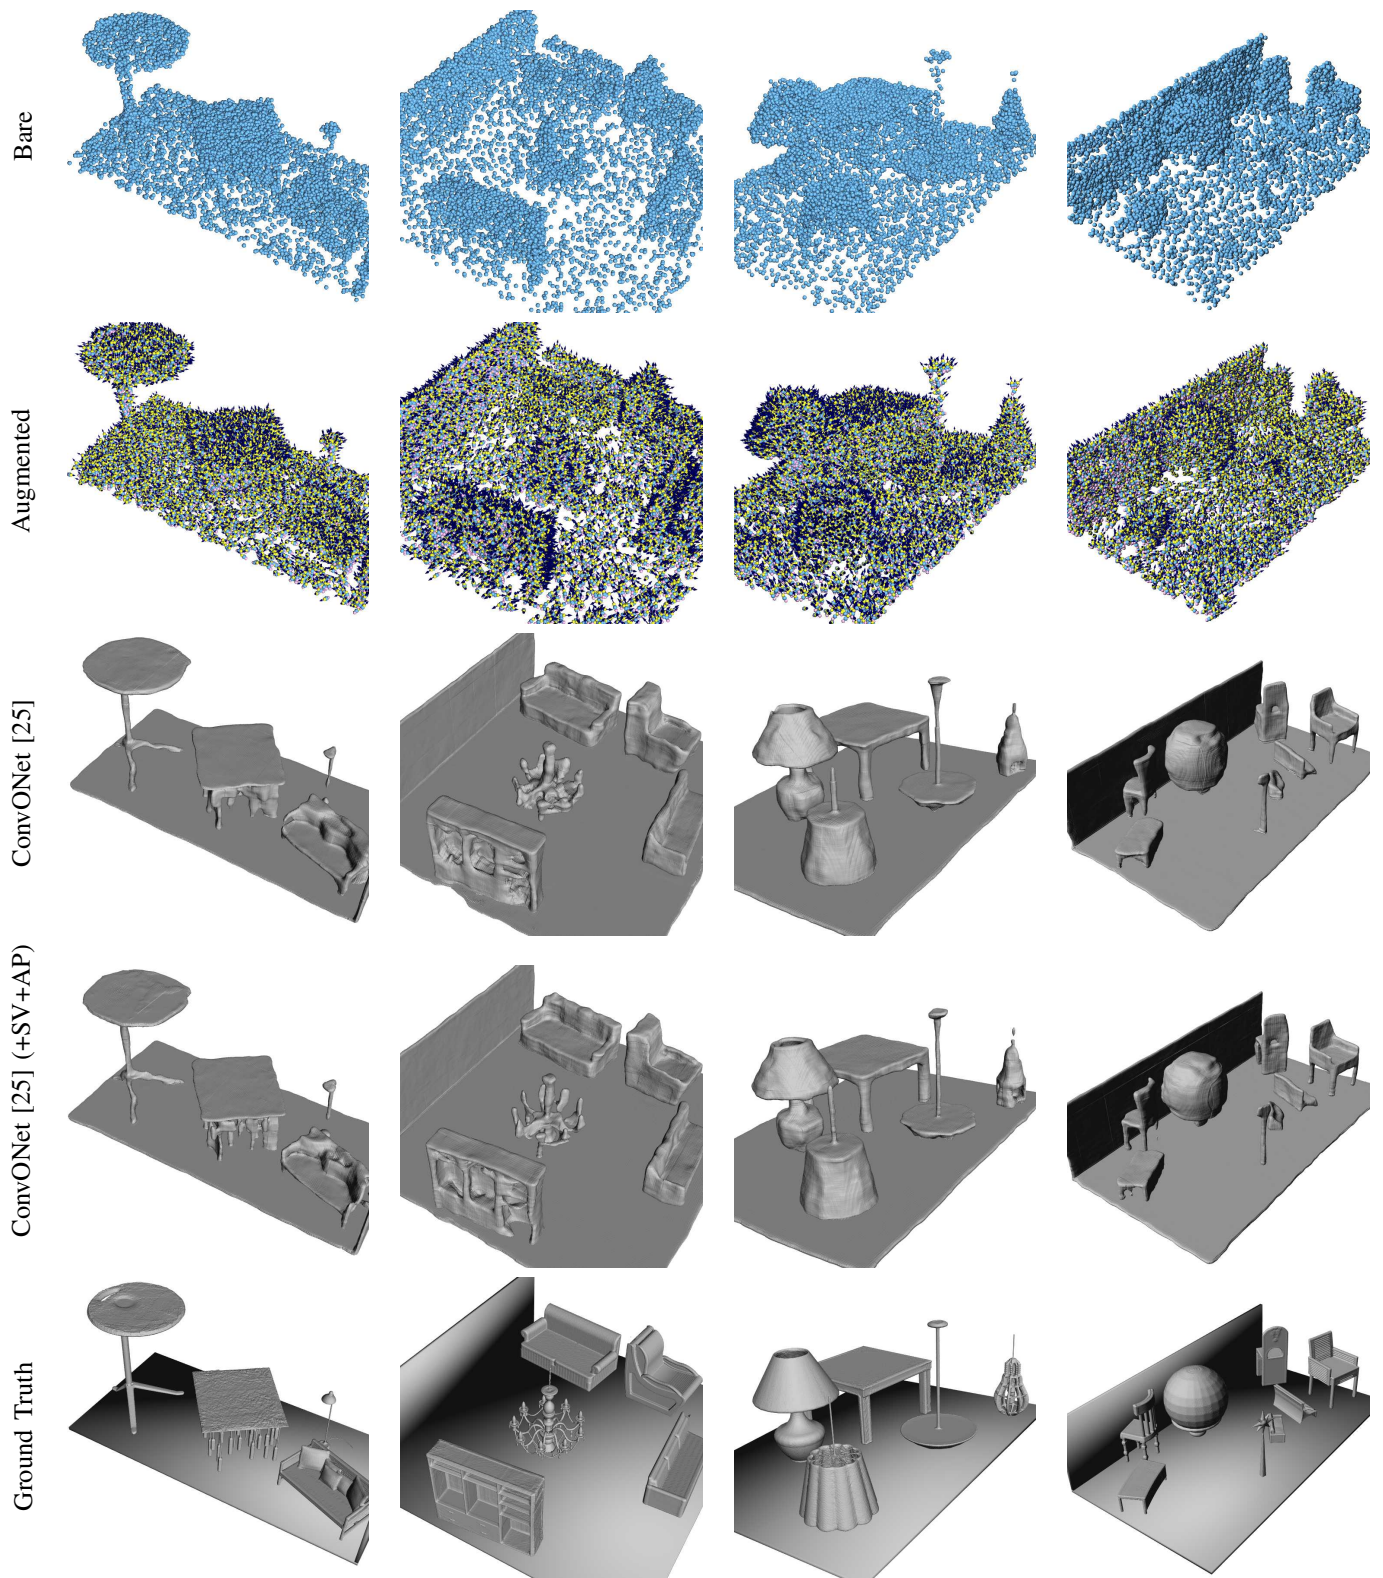 Bare
Augmented
ConvONet [25]
ConvONet [25] (+SV+AP)
Ground Truth